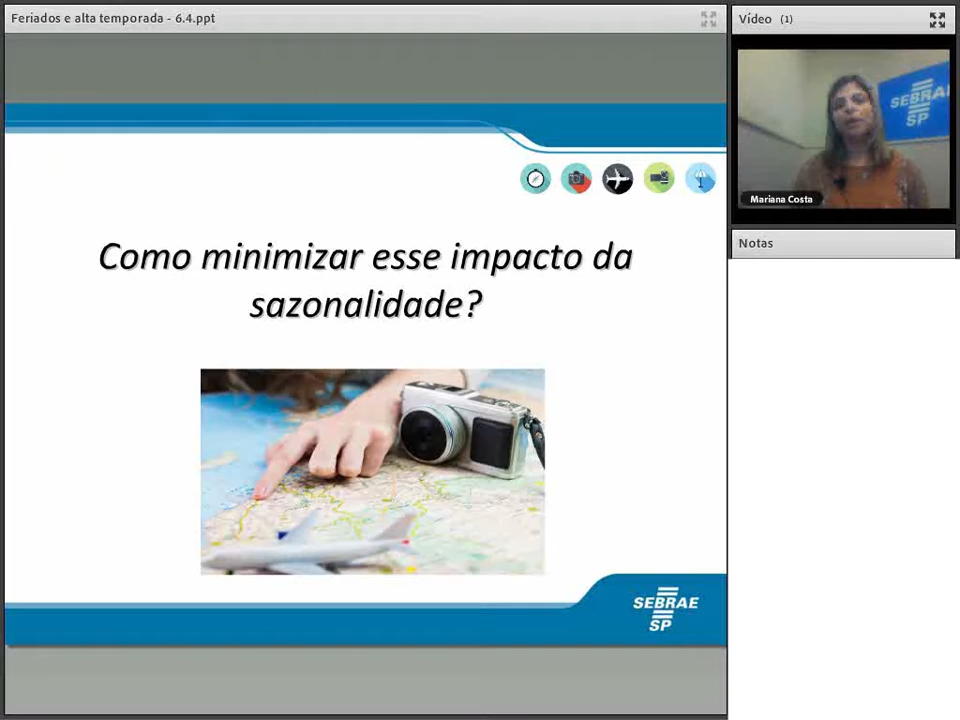 Feriados e alta temporada - 6.4.ppt
Vídeo (1)
SEBRAE
SP
Mariana Costa
Notas
Como minimizar esse impacto da
sazonalidade?
SEBRAE
SP